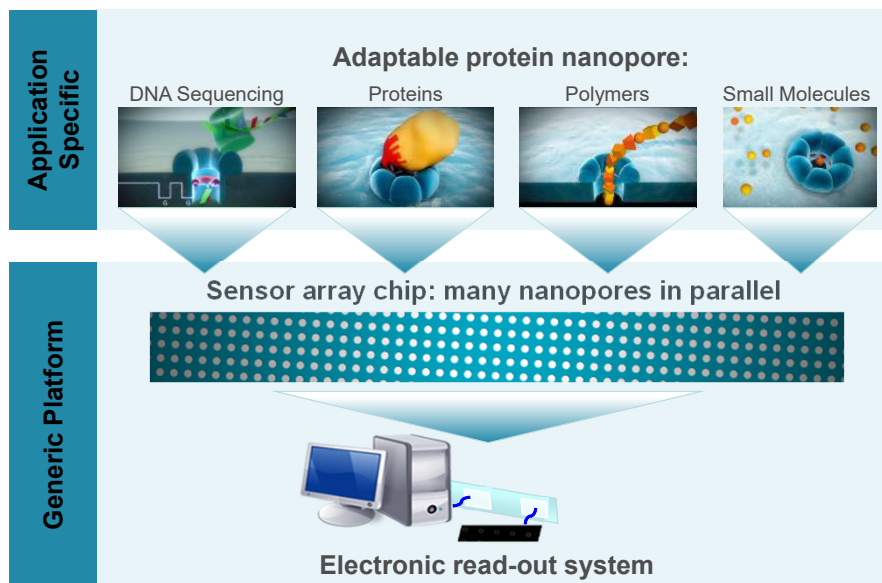 Application
Specific
Adaptable protein nanopore:
DNA Sequencing
Proteins
Polymers
Small Molecules
G
G
Generic Platform
Sensor array chip: many nanopores in parallel
Electronic read-out system